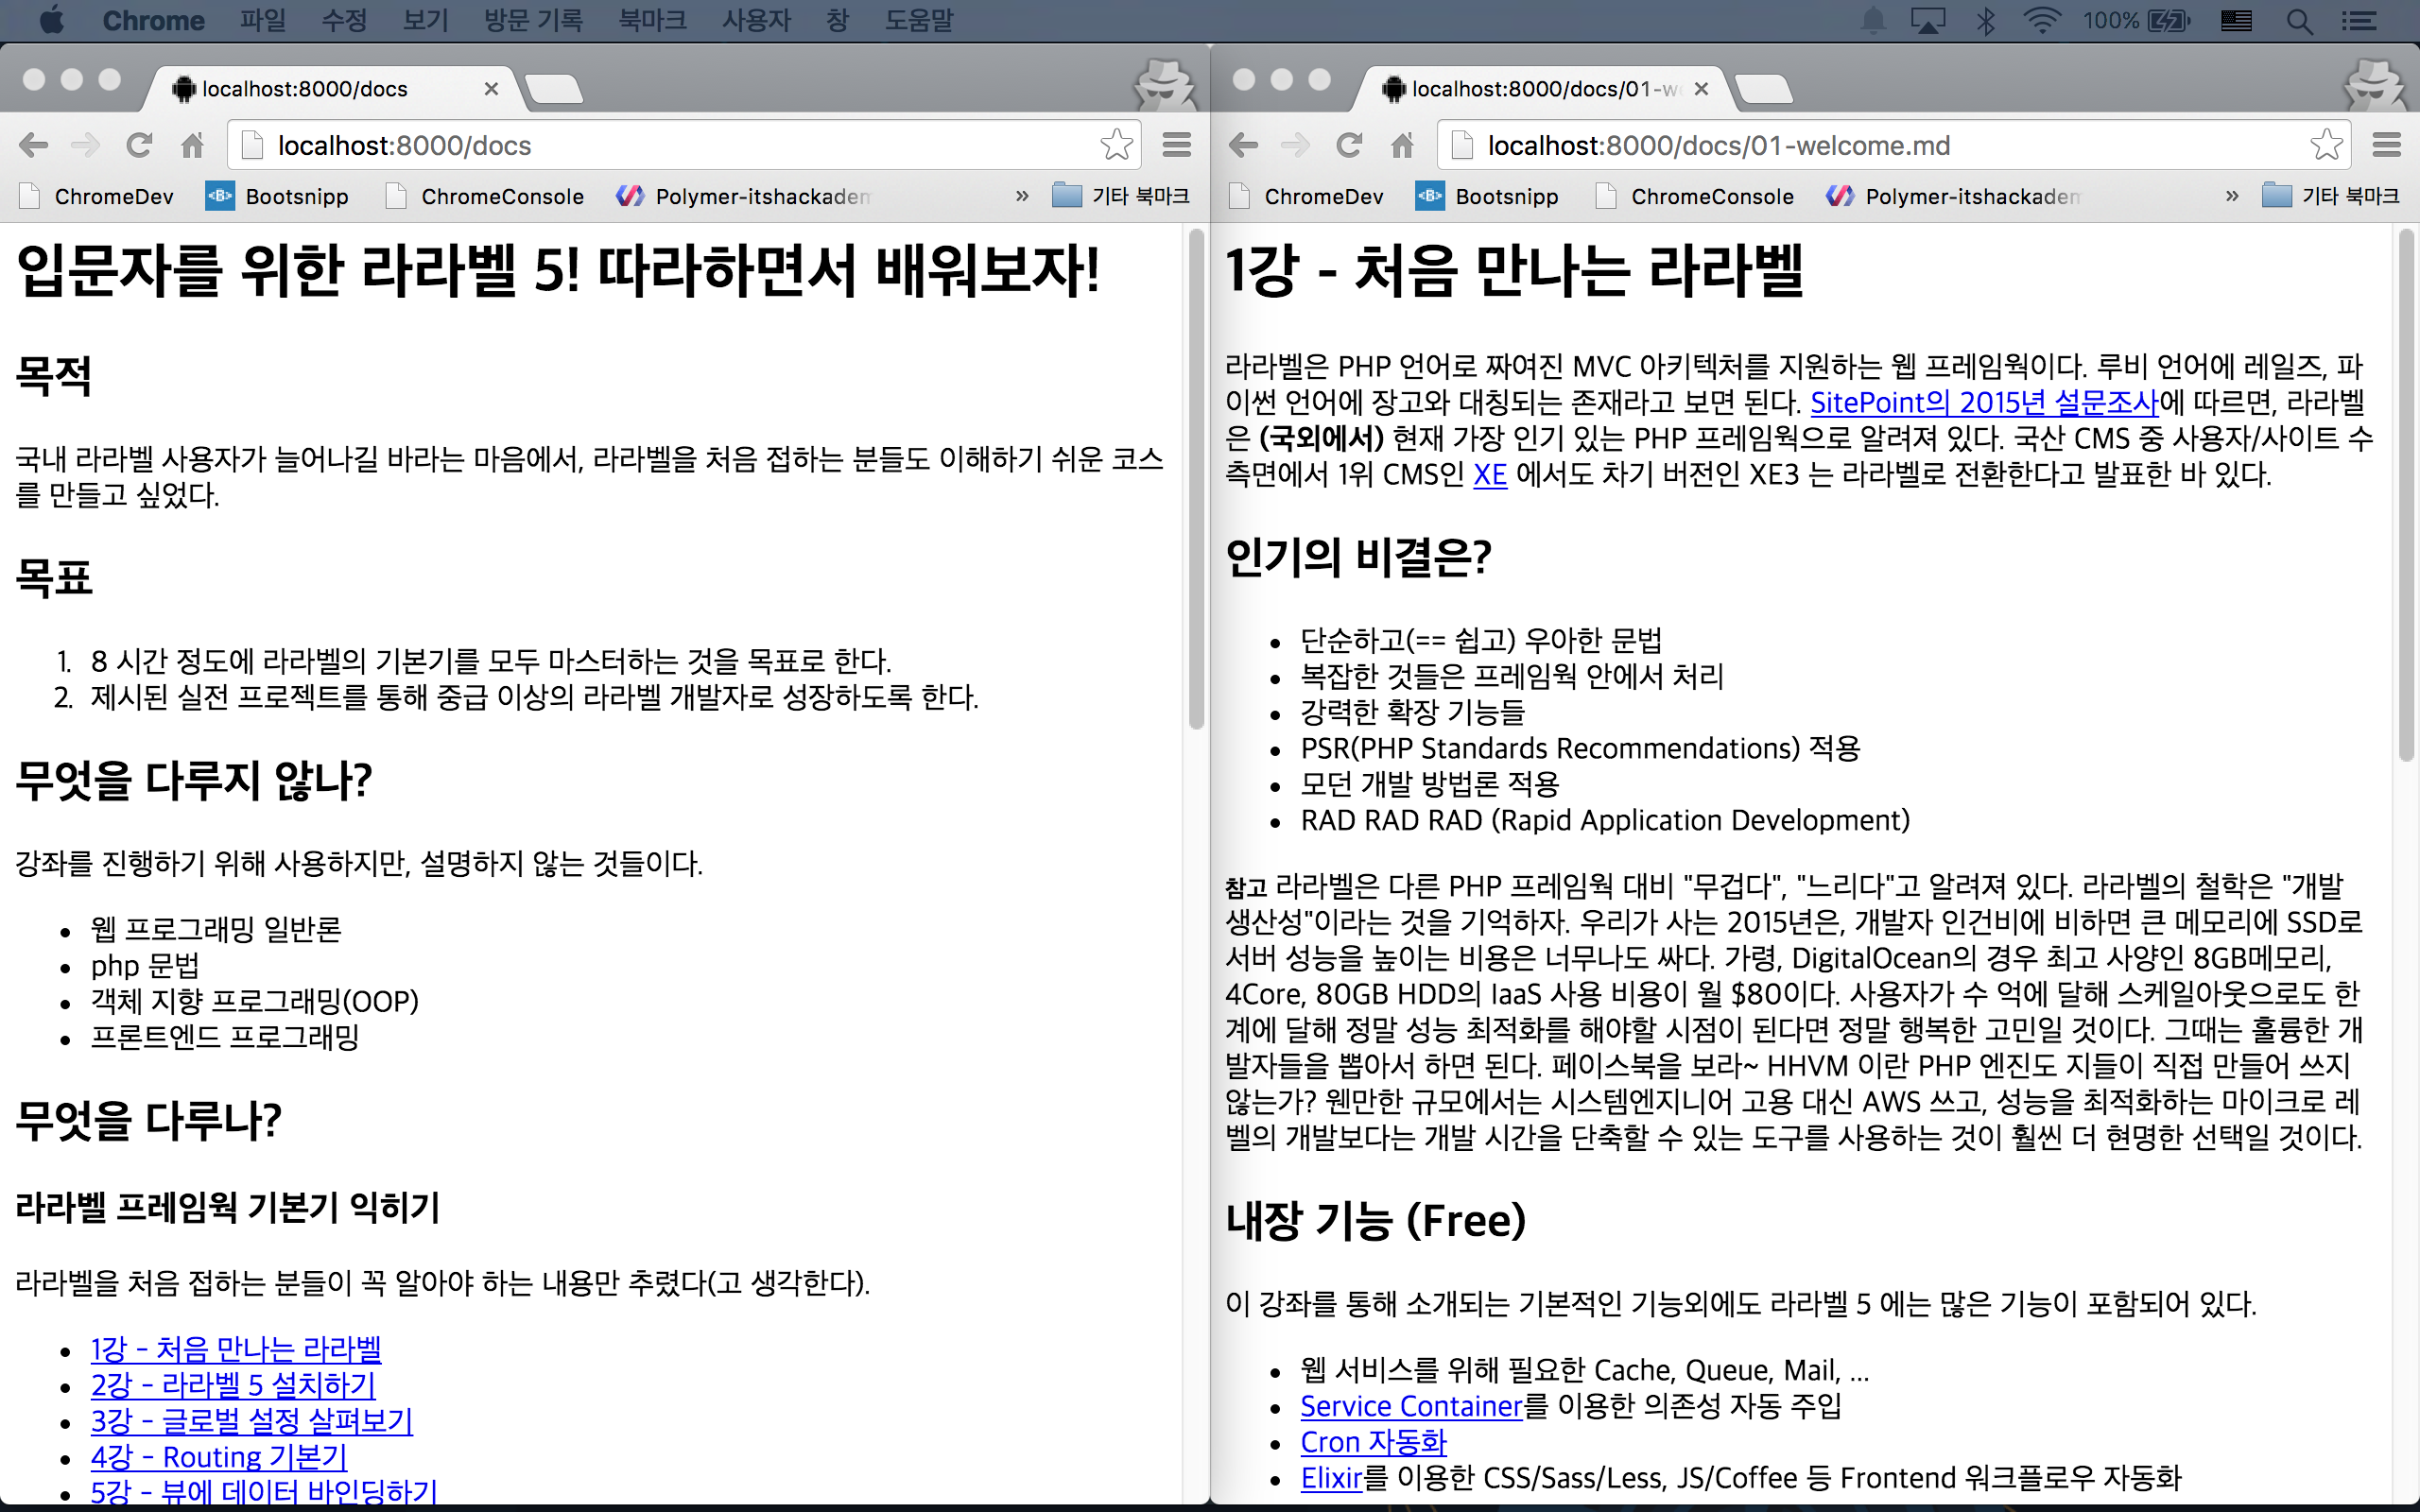 Chrome 파일 수정 보기 방문 기록 북마크 사용자 창 도움말 100%
localhost:8000/docs
localhost:8000/docs
ChromeDev Bootsnipp ChromeConsole Polymer-itshackadem » 기타 북마크
입문자를 위한 라라벨 5! 따라하면서 배워보자!
목적
국내 라라벨 사용자가 늘어나길 바라는 마음에서, 라라벨을 처음 접하는 분들도 이해하기 쉬운 코스
를 만들고 싶었다.
목표
1. 8 시간 정도에 라라벨의 기본기를 모두 마스터하는 것을 목표로 한다.
2. 제시된 실전 프로젝트를 통해 중급 이상의 라라벨 개발자로 성장하도록 한다.
무엇을 다루지 않나?
강좌를 진행하기 위해 사용하지만, 설명하지 않는 것들이다.
• 웹 프로그래밍 일반론
• php 문법
• 객체 지향 프로그래밍(OOP)
• 프론트엔드 프로그래밍
무엇을 다루나?
라라벨 프레임웍 기본기 익히기
라라벨을 처음 접하는 분들이 꼭 알아야 하는 내용만 추렸다(고 생각한다).
• 1강 - 처음 만나는 라라벨
• 2강 - 라라벨 5 설치하기
• 3강 - 글로벌 설정 살펴보기
• 4강 - Routing 기본기
• 5강 - 뷰에 데이터 바인딩하기
localhost:8000/docs/01-we
localhost:8000/docs/01-welcome.md
ChromeDev Bootsnipp ChromeConsole Polymer-itshackadem » 기타 북마크
1강 - 처음 만나는 라라벨
라라벨은 PHP 언어로 짜여진 MVC 아키텍처를 지원하는 웹 프레임웍이다. 루비 언어에 레일즈, 파
이썬 언어에 장고와 대칭되는 존재라고 보면 된다. SitePoint의 2015년 설문조사에 따르면, 라라벨
은 (국외에서) 현재 가장 인기 있는 PHP 프레임웍으로 알려져 있다. 국산 CMS 중 사용자/사이트 수
측면에서 1위 CMS인 XE 에서도 차기 버전인 XE3 는 라라벨로 전환한다고 발표한 바 있다.
인기의 비결은?
• 단순하고(== 쉽고) 우아한 문법
• 복잡한 것들은 프레임웍 안에서 처리
• 강력한 확장 기능들
• PSR(PHP Standards Recommendations) 적용
• 모던 개발 방법론 적용
• RAD RAD RAD (Rapid Application Development)
참고 라라벨은 다른 PHP 프레임웍 대비 "무겁다", "느리다"고 알려져 있다. 라라벨의 철학은 "개발
생산성"이라는 것을 기억하자. 우리가 사는 2015년은, 개발자 인건비에 비하면 큰 메모리에 SSD로
서버 성능을 높이는 비용은 너무나도 싸다. 가령, DigitalOcean의 경우 최고 사양인 8GB메모리,
4Core, 80GB HDD의 IaaS 사용 비용이 월 $80이다. 사용자가 수 억에 달해 스케일아웃으로도 한
계에 달해 정말 성능 최적화를 해야할 시점이 된다면 정말 행복한 고민일 것이다. 그때는 훌륭한 개
발자들을 뽑아서 하면 된다. 페이스북을 보라~ HHVM 이란 PHP 엔진도 지들이 직접 만들어 쓰지
않는가? 웬만한 규모에서는 시스템엔지니어 고용 대신 AWS 쓰고, 성능을 최적화하는 마이크로 레
벨의 개발보다는 개발 시간을 단축할 수 있는 도구를 사용하는 것이 훨씬 더 현명한 선택일 것이다.
내장 기능 (Free)
이 강좌를 통해 소개되는 기본적인 기능외에도 라라벨 5 에는 많은 기능이 포함되어 있다.
• 웹 서비스를 위해 필요한 Cache, Queue, Mail, ...
• Service Container를 이용한 의존성 자동 주입
• Cron 자동화
• Elixir를 이용한 CSS/Sass/Less, JS/Coffee 등 Frontend 워크플로우 자동화